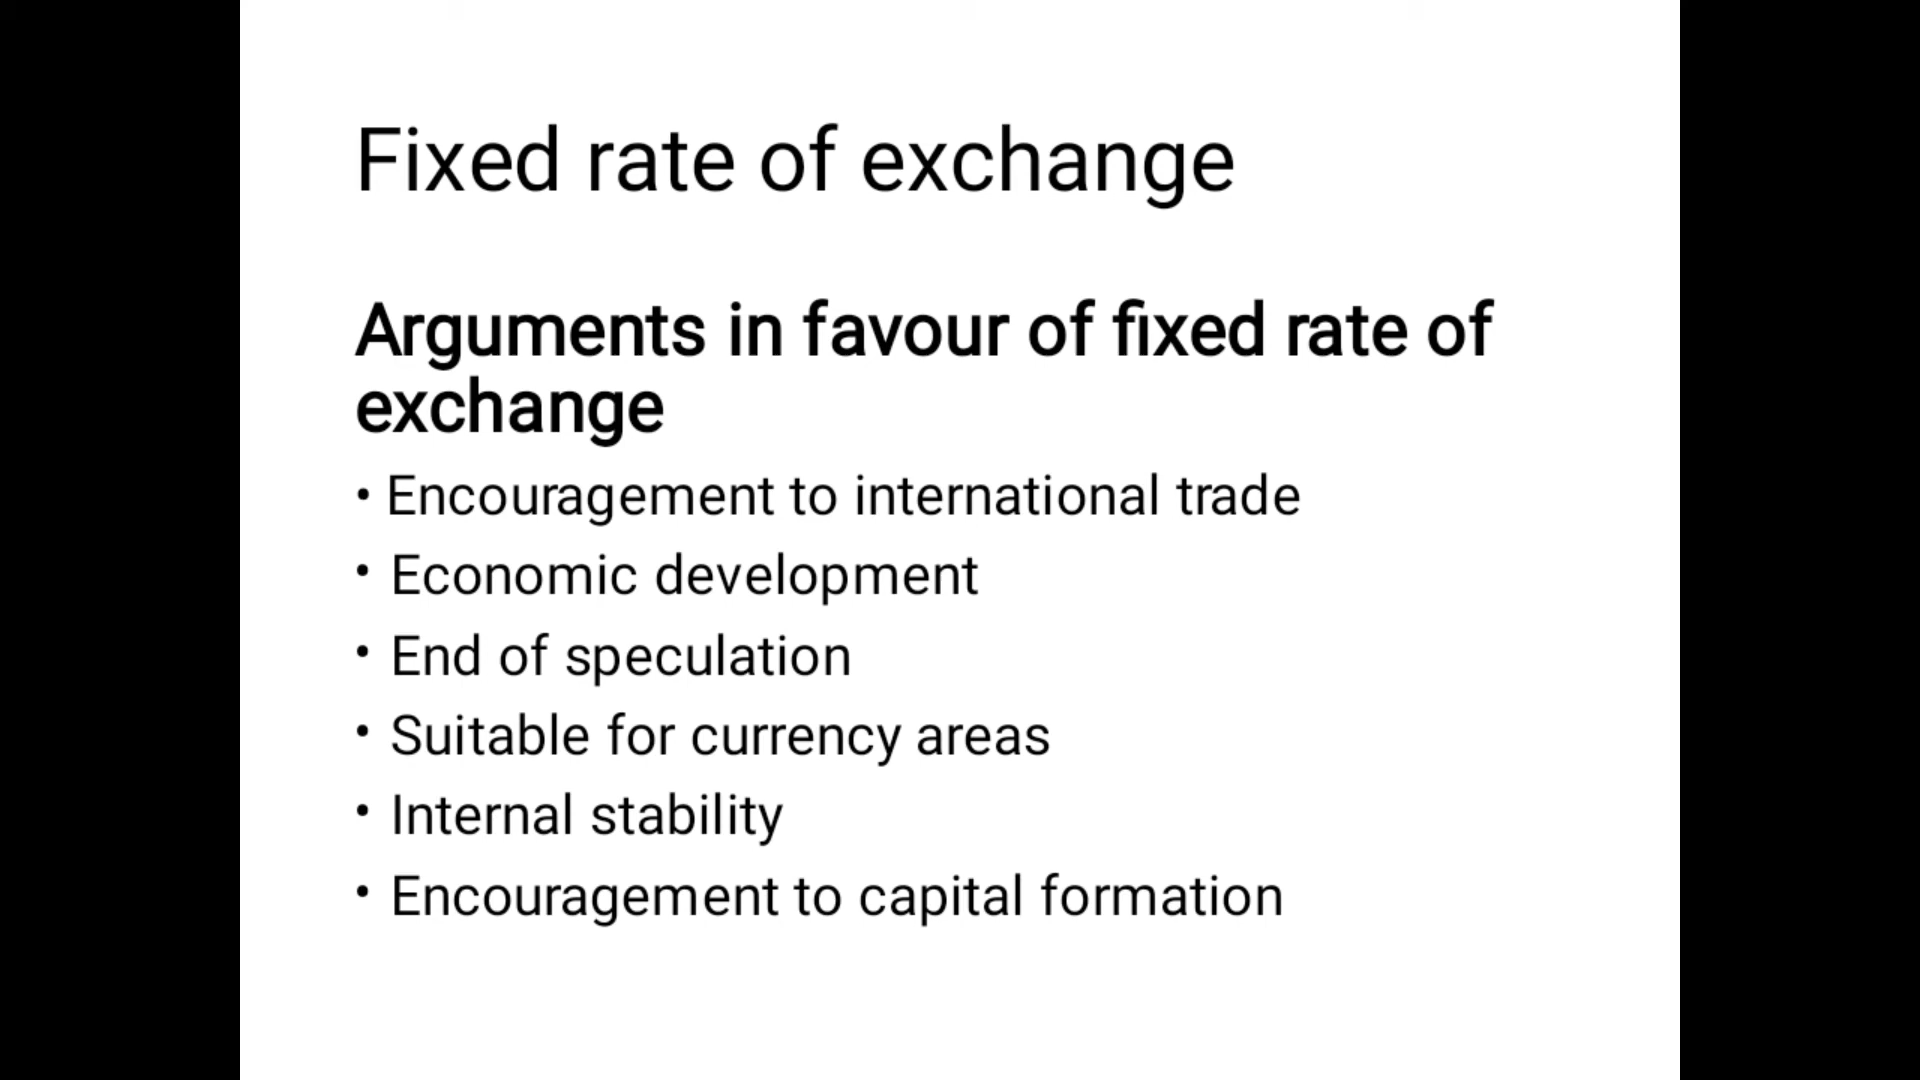 Fixed rate of exchange
Arguments in favour of fixed rate of
exchange
• Encouragement to international trade
• Economic development
• End of speculation
• Suitable for currency areas
• Internal stability
• Encouragement to capital formation